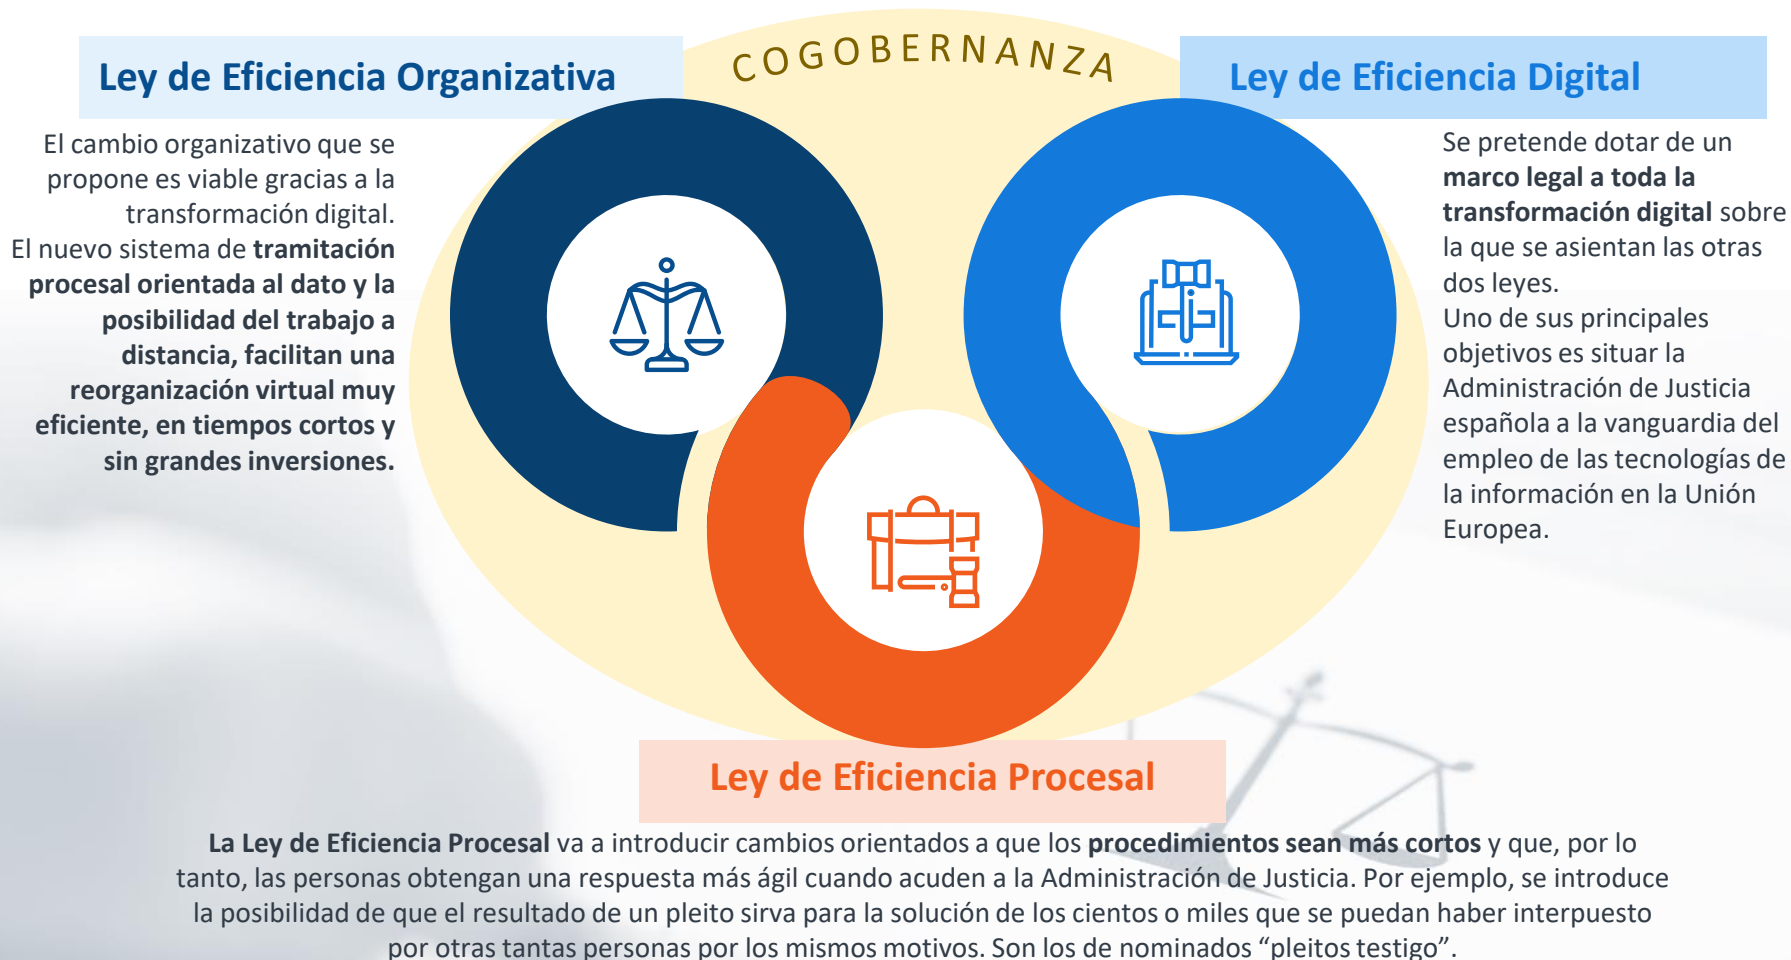 COGOBERNANZA
Ley de Eficiencia Organizativa
El cambio organizativo que se
propone es viable gracias a la
transformación digital.
El nuevo sistema de tramitación
procesal orientada al dato y la
posibilidad del trabajo a
distancia, facilitan una
reorganización virtual muy
eficiente, en tiempos cortos y
sin grandes inversiones.
Ley de Eficiencia Digital
Se pretende dotar de un
marco legal a toda la
transformación digital sobre
la que se asientan las otras
dos leyes.
Uno de sus principales
objetivos es situar la
Administración de Justicia
española a la vanguardia del
empleo de las tecnologías de
la información en la Unión
Europea.
Ley de Eficiencia Procesal
La Ley de Eficiencia Procesal va a introducir cambios orientados a que los procedimientos sean más cortos y que, por lo
tanto, las personas obtengan una respuesta más ágil cuando acuden a la Administración de Justicia. Por ejemplo, se introduce
la posibilidad de que el resultado de un pleito sirva para la solución de los cientos o miles que se puedan haber interpuesto
por otras tantas personas por los mismos motivos. Son los de nominados “pleitos testigo”.